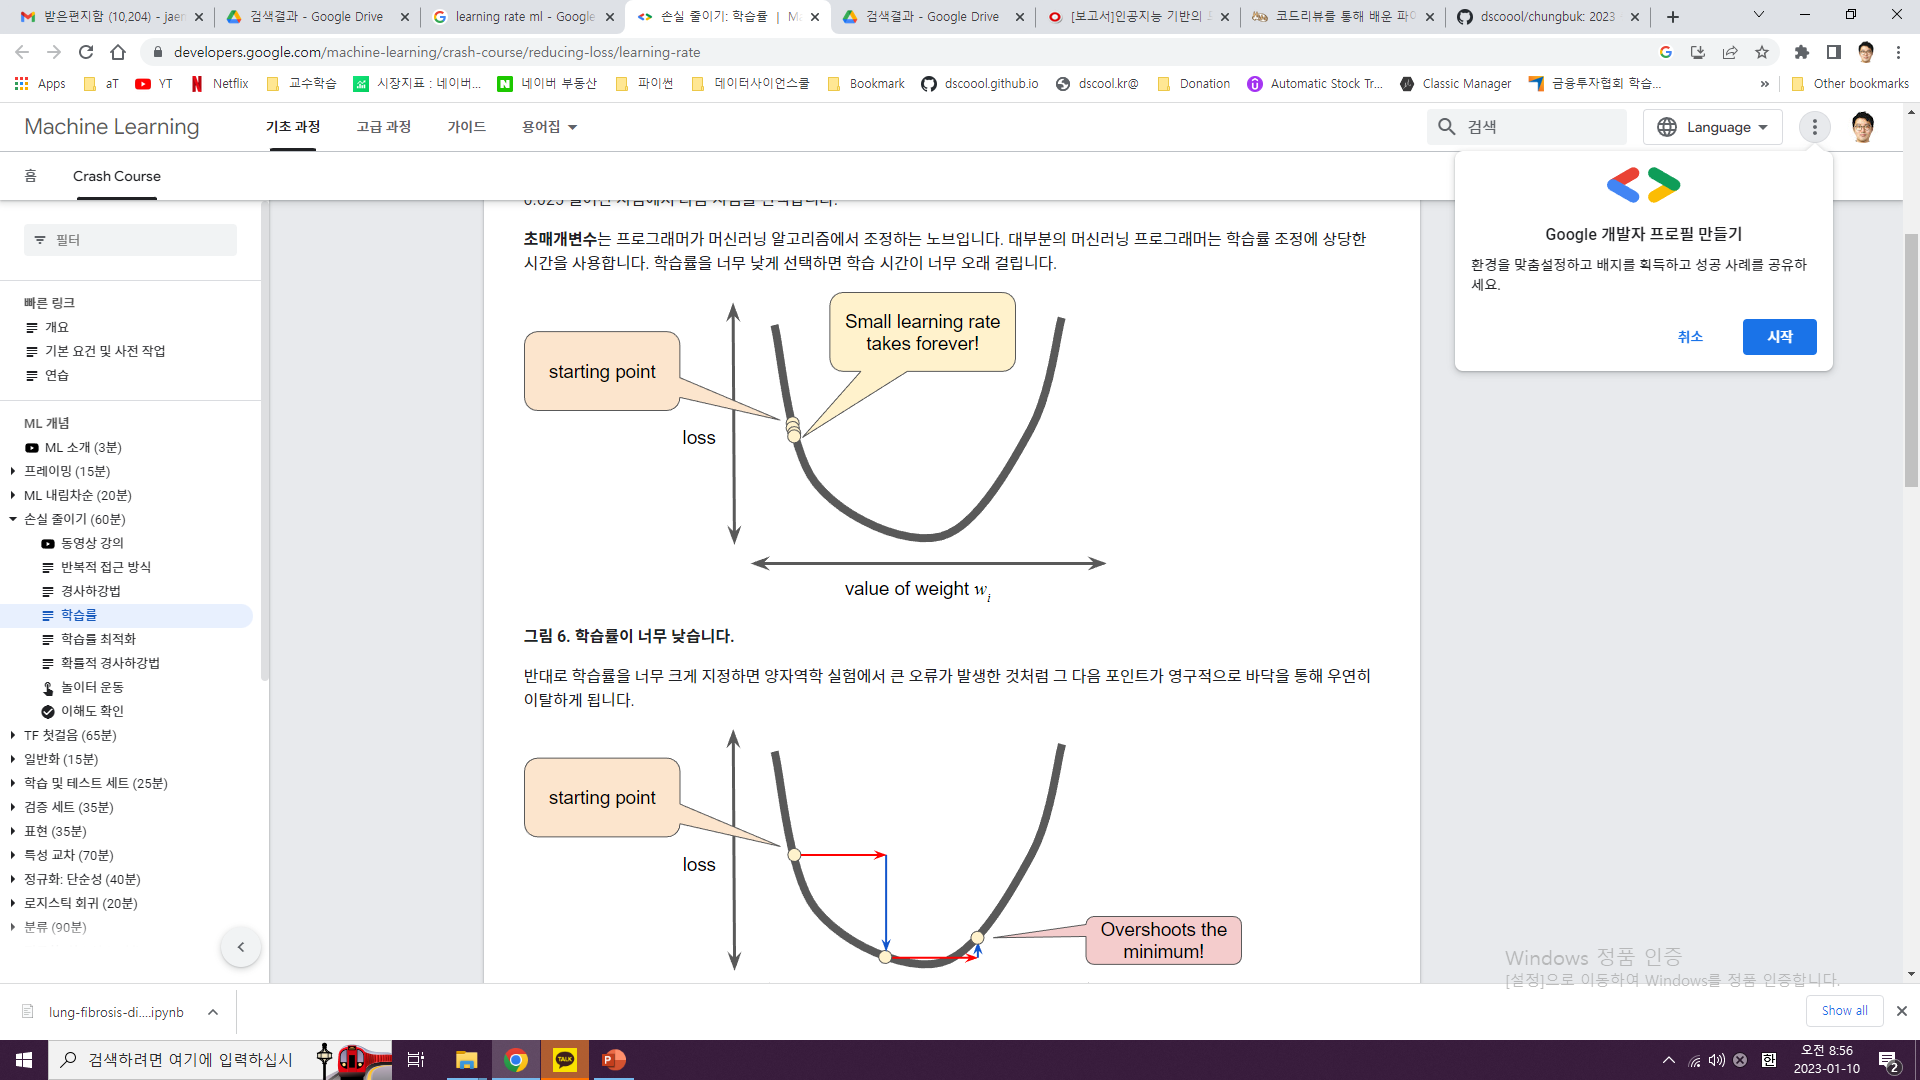 받은편지함 (10,204) - jaen
검색결과 - Google Drive
learning rate ml - Google
손실 줄이기: 학습률 | Ma
검색결과 - Google Drive
[보고서]인공지능 기반의
코드리뷰를 통해 배운 파이
dscoool/chungbuk: 2023
developers.google.com/machine-learning/crash-course/reducing-loss/learning-rate
Apps
aT
YT
Netflix
교수학습
시장지표 : 네이버...
네이버 부동산
파이썬
데이터사이언스쿨
Bookmark
dscoool.github.io
dscool.kr@
Donation
Automatic Stock Tr...
Classic Manager
금융투자협회 학습...
»
Other bookmarks
Machine Learning
기초 과정
고급 과정
가이드
용어집
검색
Language
홈
Crash Course
필터
빠른 링크
개요
기본 요건 및 사전 작업
연습
ML 개념
ML 소개 (3분)
프레이밍 (15분)
ML 내림차순 (20분)
손실 줄이기 (60분)
동영상 강의
반복적 접근 방식
경사하강법
학습률
학습률 최적화
확률적 경사하강법
놀이터 운동
이해도 확인
TF 첫걸음 (65분)
일반화 (15분)
학습 및 테스트 세트 (25분)
검증 세트 (35분)
표현 (35분)
특성 교차 (70분)
정규화: 단순성 (40분)
로지스틱 회귀 (20분)
분류 (90분)
초매개변수는 프로그래머가 머신러닝 알고리즘에서 조정하는 노브입니다. 대부분의 머신러닝 프로그래머는 학습률 조정에 상당한
시간을 사용합니다. 학습률을 너무 낮게 선택하면 학습 시간이 너무 오래 걸립니다.
Small learning rate
takes forever!
starting point
loss
value of weight wi
그림 6. 학습률이 너무 낮습니다.
반대로 학습률을 너무 크게 지정하면 양자역학 실험에서 큰 오류가 발생한 것처럼 그 다음 포인트가 영구적으로 바닥을 통해 우연히
이탈하게 됩니다.
starting point
loss
Overshoots the
minimum!
Google 개발자 프로필 만들기
환경을 맞춤설정하고 배지를 획득하고 성공 사례를 공유하
세요.
취소
시작
Windows 정품 인증
[설정]으로 이동하여 Windows를 정품 인증합니다.
lung-fibrosis-di....ipynb
Show all
검색하려면 여기에 입력하십시
TALK
한
오전 8:56
2023-01-10
2